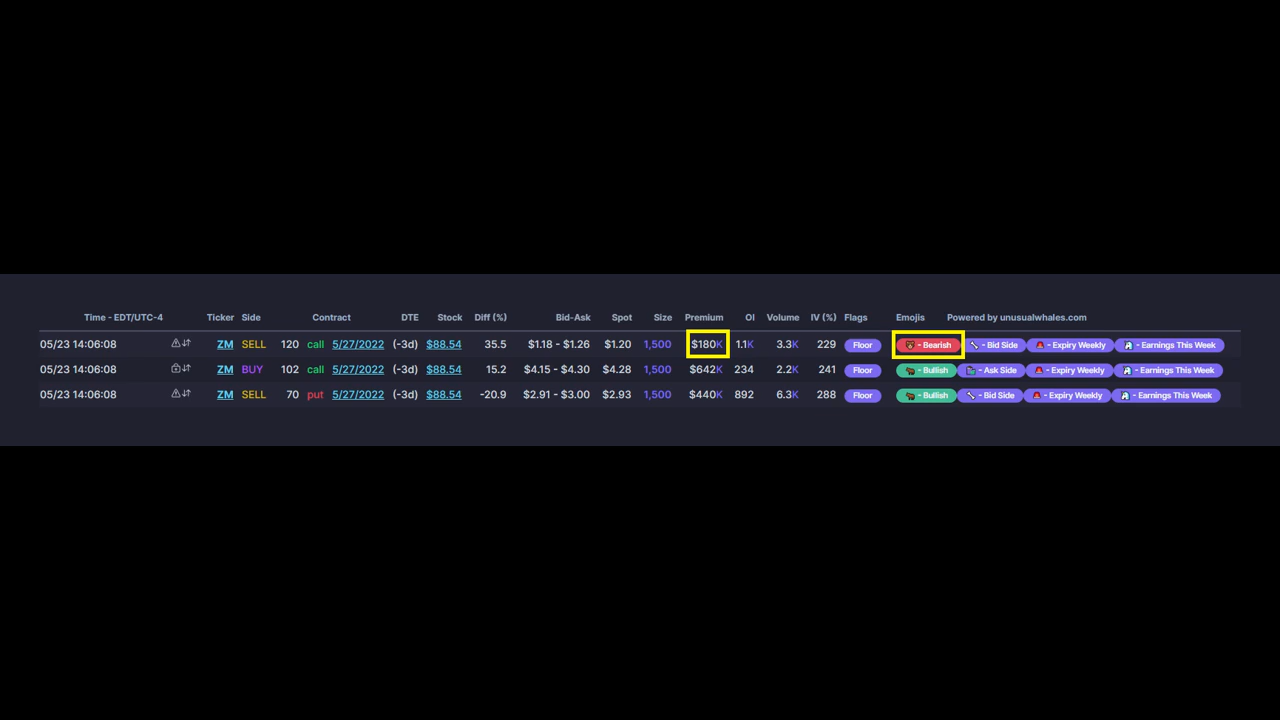 Time - EDT/UTC-4 Ticker Side Contract DTE Stock Diff (%) Bid-Ask Spot Size Premium OI Volume IV (%) Flags Emojis Powered by unusualwhales.com
05/23 14:06:08 ZM SELL 120 call 5/27/2022 (-3d) $88.54 35.5 $1.18 - $1.26 $1.20 1,500 $180K 1.1K 3.3K 229 Floor - Bearish - Bid Side - Expiry Weekly - Earnings This Week
05/23 14:06:08 ZM BUY 102 call 5/27/2022 (-3d) $88.54 15.2 $4.15 - $4.30 $4.28 1,500 $642K 234 2.2K 241 Floor - Bullish - Ask Side - Expiry Weekly - Earnings This Week
05/23 14:06:08 ZM SELL 70 put 5/27/2022 (-3d) $88.54 -20.9 $2.91 - $3.00 $2.93 1,500 $440K 892 6.3K 288 Floor - Bullish - Bid Side - Expiry Weekly - Earnings This Week